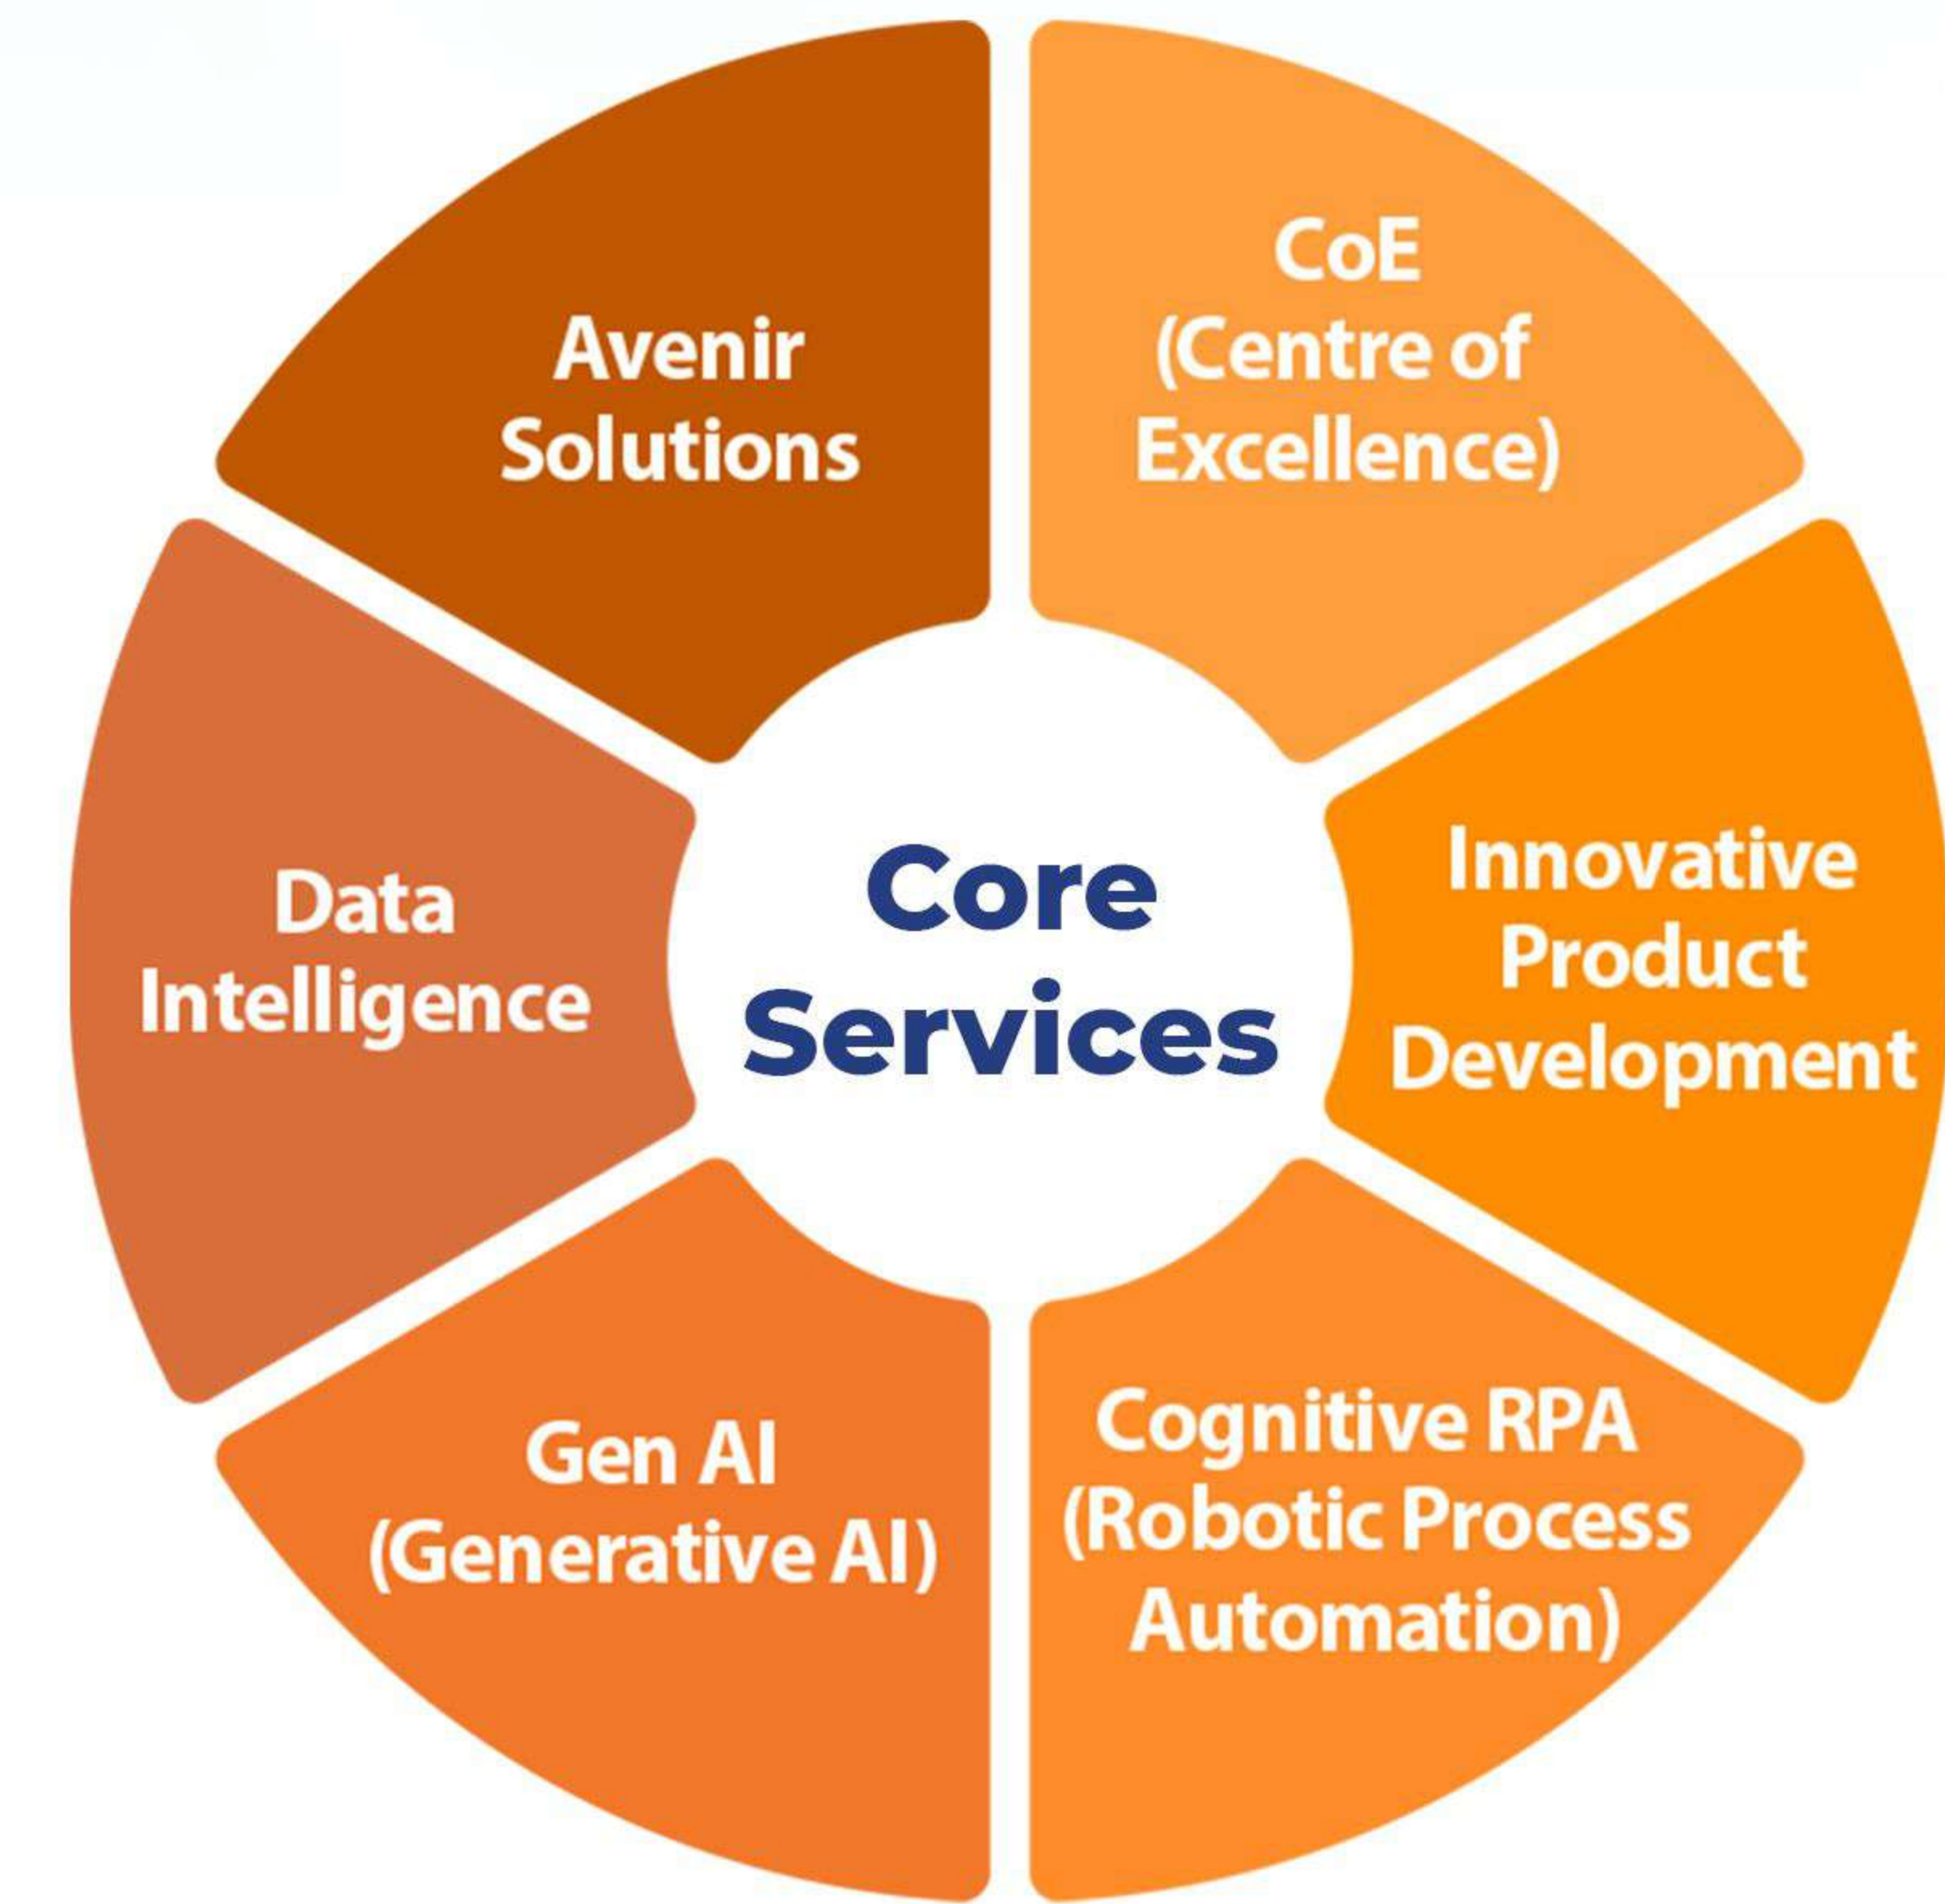 Avenir
Solutions
CoE
(Centre of
Excellence)
Innovative
Product
Development
Cognitive RPA
(Robotic Process
Automation)
Gen AI
(Generative AI)
Data
Intelligence
Core
Services